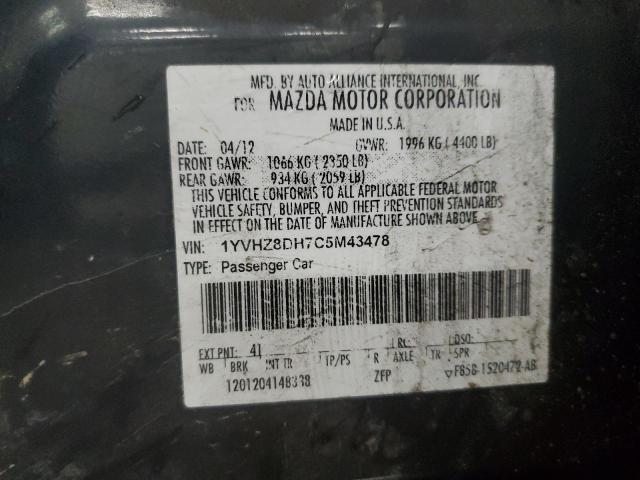 MFD. BY AUTO ALLIANCE INTERNATIONAL, INC
FOR MAZDA MOTOR CORPORATION
MADE IN U.S.A.
DATE: 04/12 GVWR: 1996 KG ( 4400 LB)
FRONT GAWR: 1066 KG ( 2350 LB)
REAR GAWR: 934 KG ( 2059 LB)
THIS VEHICLE CONFORMS TO ALL APPLICABLE FEDERAL MOTOR
VEHICLE SAFETY, BUMPER, AND THEFT PREVENTION STANDARDS
IN EFFECT ON THE DATE OF MANUFACTURE SHOWN ABOVE.
VIN: 1YVHZ8DH7C5M43478
TYPE: Passenger Car
EXT PNT: 41 RC: DSO:
WB BRK INT TR TP/PS R AXLE TR SPR
1201204148338 ZFP F85B-1520472-AB